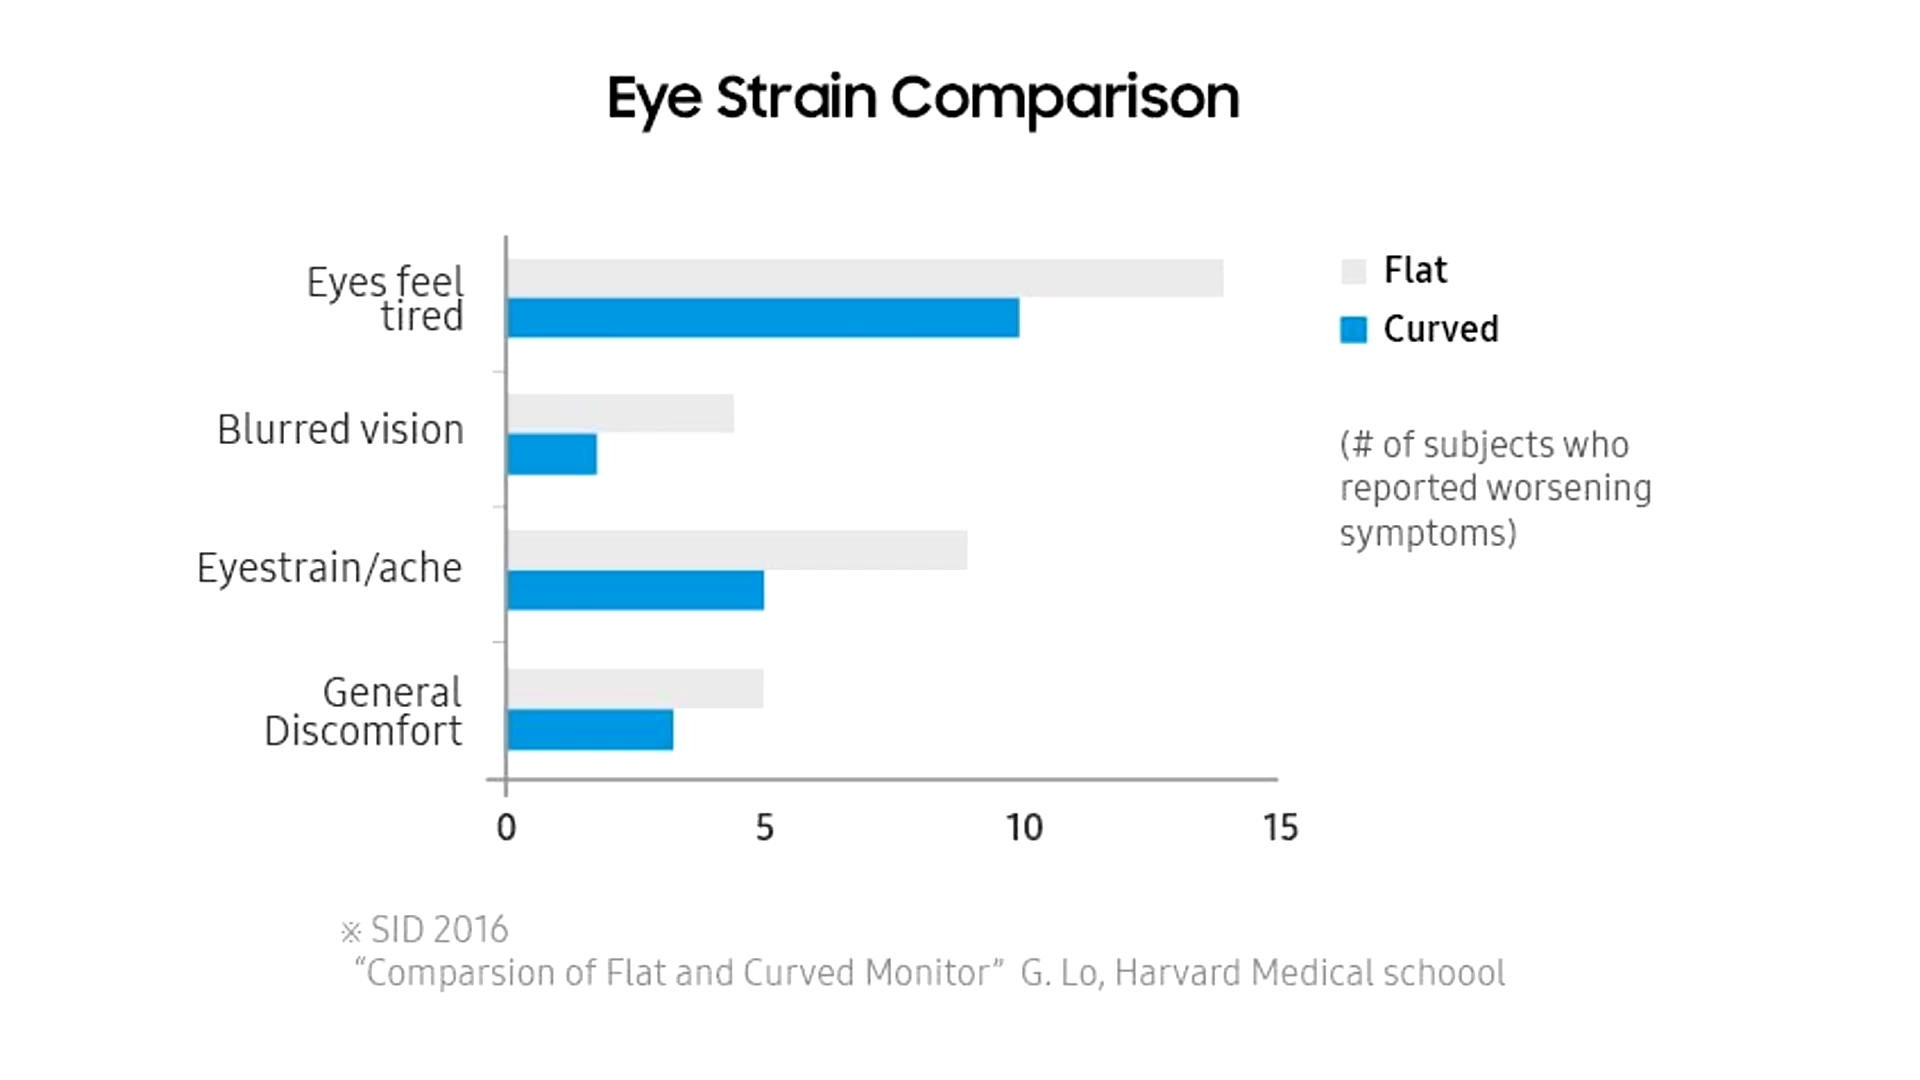 Eye Strain Comparison
Eyes feel
tired
Blurred vision
Eyestrain/ache
General
Discomfort
0 5 10 15
Flat
Curved
(# of subjects who
reported worsening
symptoms)
※ SID 2016
“Comparsion of Flat and Curved Monitor” G. Lo, Harvard Medical schoool